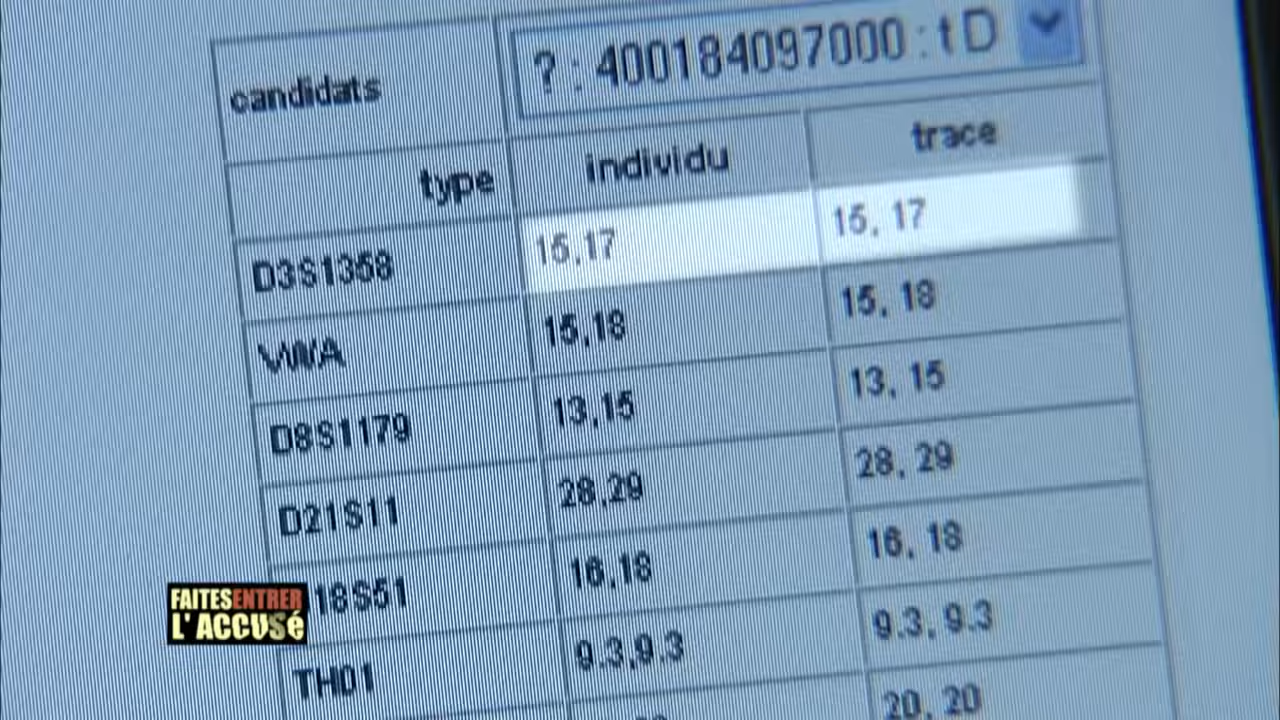 candidats ? : 400184097000 : t D
type individu trace
D3S1358 15,17 15, 17
VWA 15,18 15, 18
D8S1179 13,15 13, 15
D21S11 28,29 28, 29
18S51 16,18 16, 18
TH01 9.3,9.3 9.3, 9.3
20, 20
FAITES ENTRER
L'ACCUSé